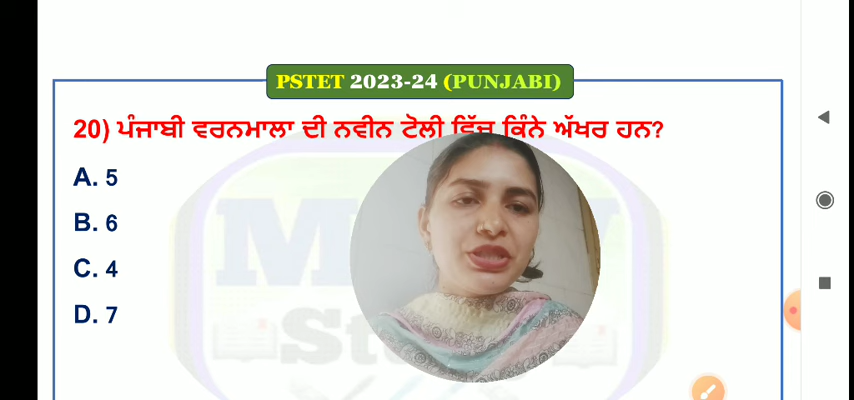 PSTET 2023-24 (PUNJABI)
20) ਪੰਜਾਬੀ ਵਰਨਮਾਲਾ ਦੀ ਨਵੀਨ ਟੋਲੀ ਵਿੱਚ ਕਿੰਨੇ ਅੱਖਰ ਹਨ?
A. 5
B. 6
C. 4
D. 7